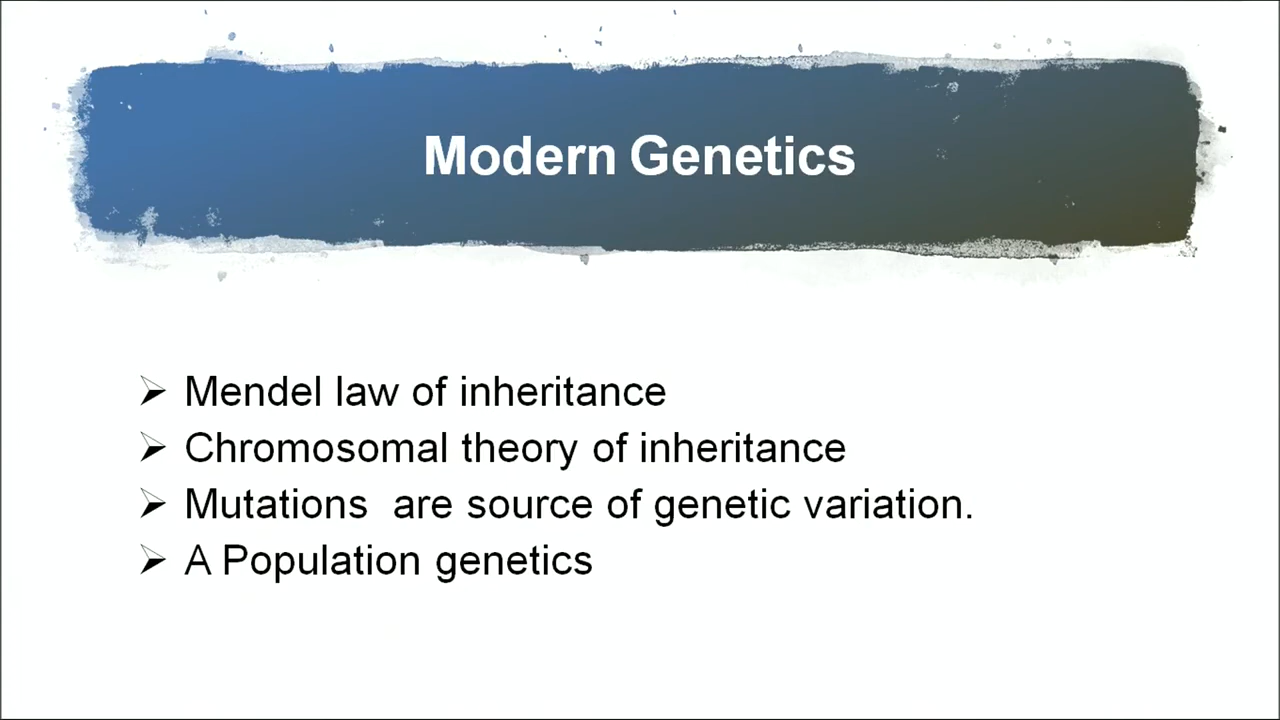 Modern Genetics
➢ Mendel law of inheritance
➢ Chromosomal theory of inheritance
➢ Mutations  are source of genetic variation.
➢ A Population genetics